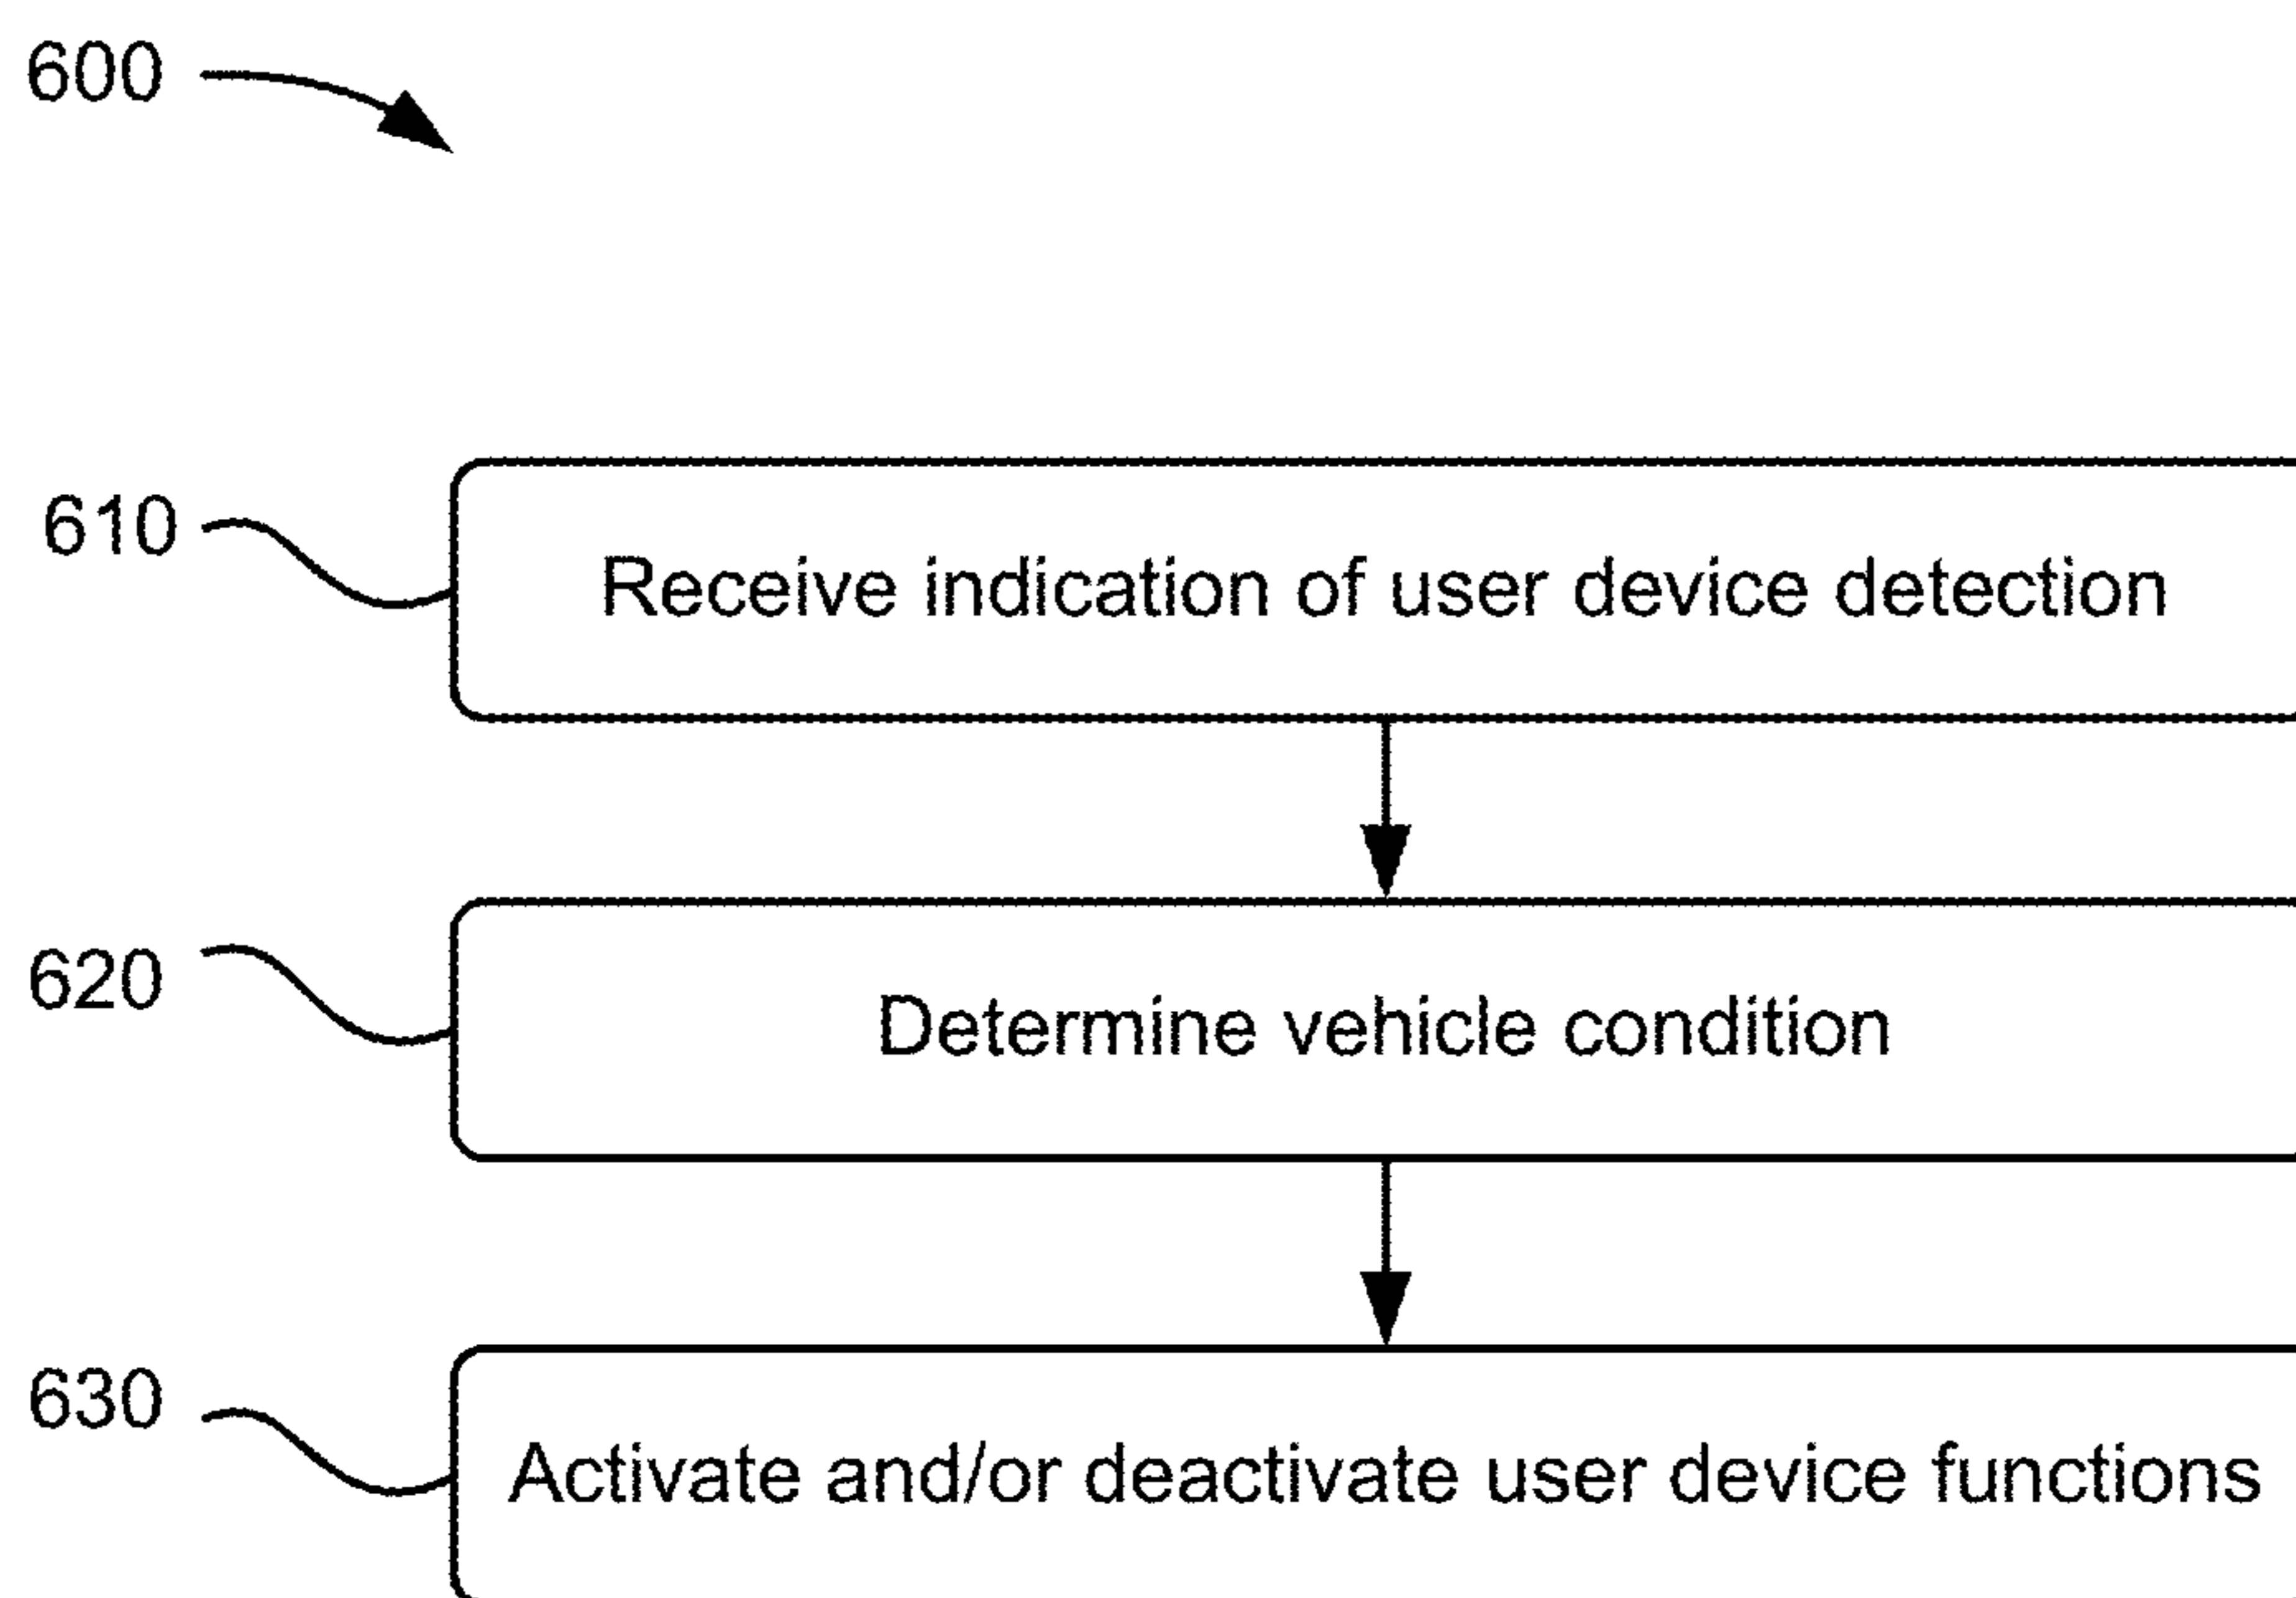 600
610
Receive indication of user device detection
620
Determine vehicle condition
630
Activate and/or deactivate user device functions